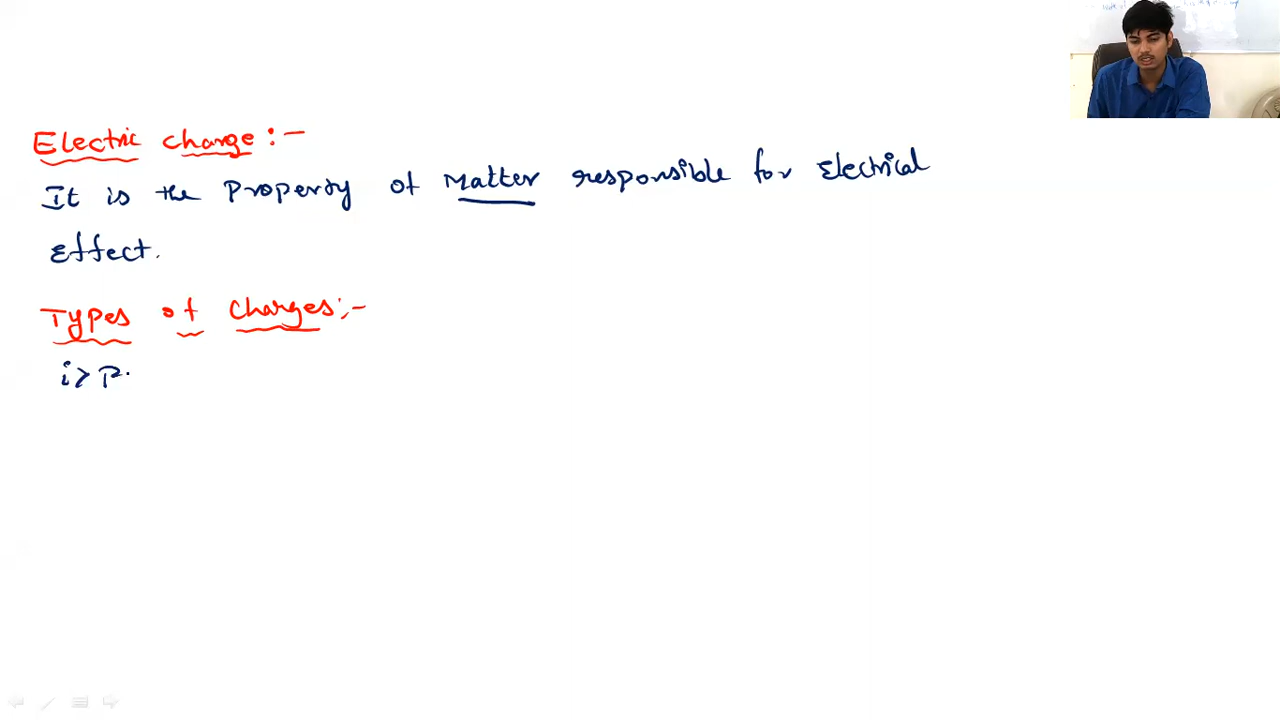 Electric charge :-
It is the Property of Matter responsible for Electrical
Effect.
Types of Charges :-
i> P.